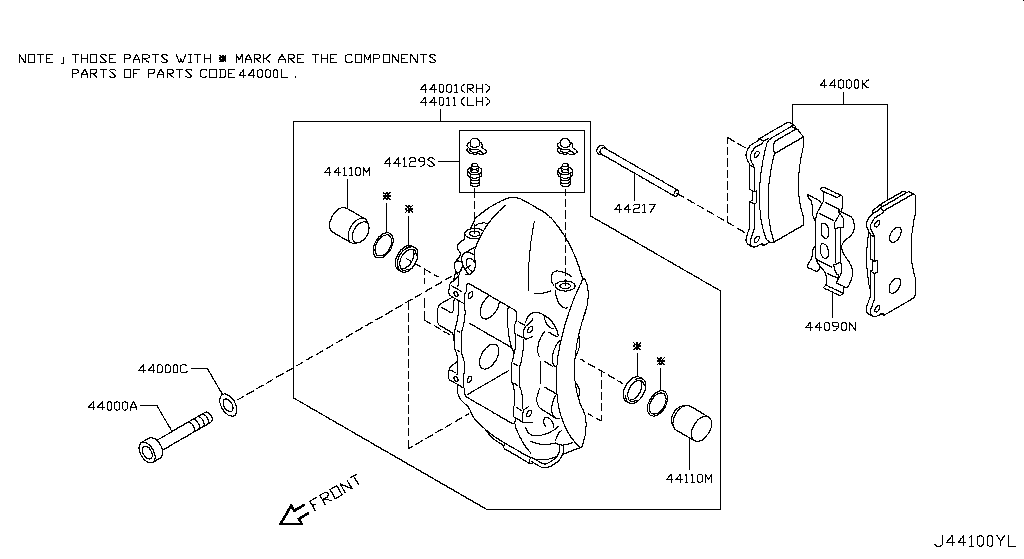 NOTE ; THOSE PARTS WITH ※ MARK ARE THE COMPONENTS
PARTS OF PARTS CODE 44000L .
44001(RH)
44011(LH)
44000K
44129S
44110M
※
※
44217
44090N
※
※
44000C
44000A
44110M
FRONT
J44100YL